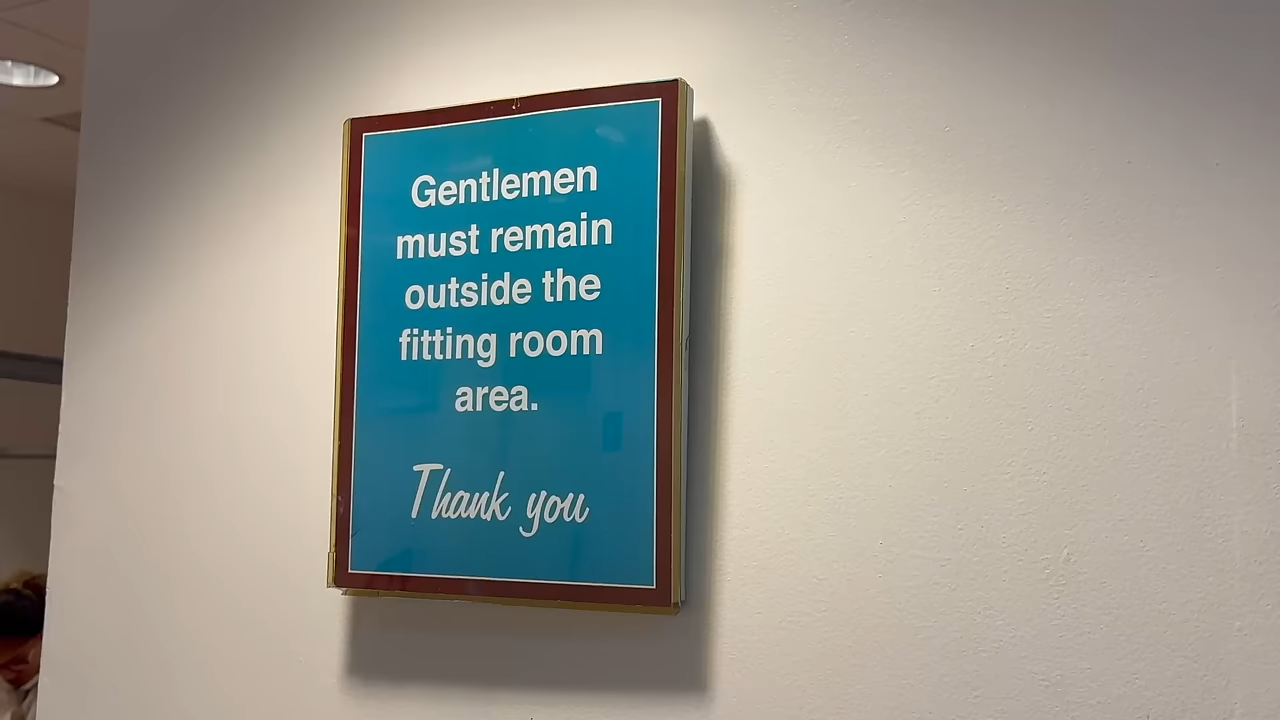 Gentlemen
must remain
outside the
fitting room
area.
Thank you